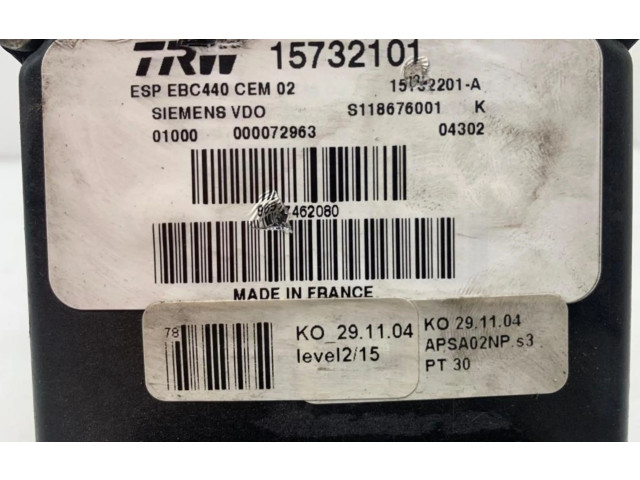 TRW 15732101
ESP EBC440 CEM 02 15732201-A
SIEMENS VDO S118676001 K
01000 000072963 04302
MADE IN FRANCE
78
KO_29.11.04
level2/15
KO 29.11.04
APSA02NP.s3
PT 30